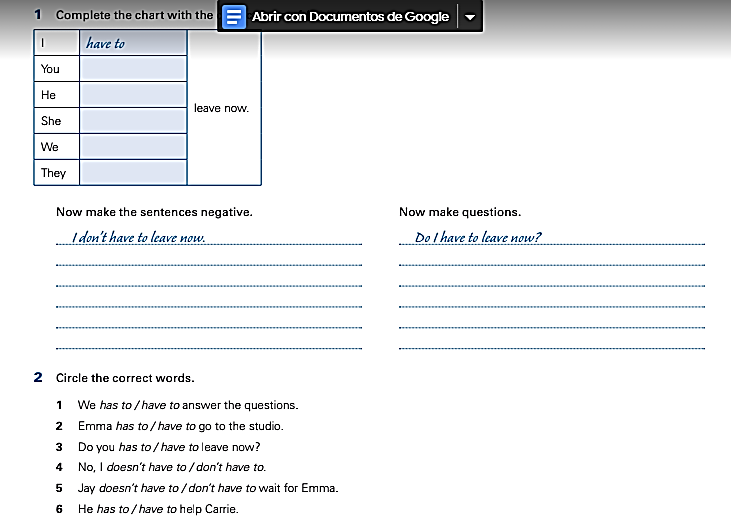 1 Complete the chart with the
Abrir con Documentos de Google
I have to
You
He
leave now.
She
We
They
Now make the sentences negative.
Now make questions.
I don't have to leave now.
Do I have to leave now?
2 Circle the correct words.
1 We has to / have to answer the questions.
2 Emma has to / have to go to the studio.
3 Do you has to / have to leave now?
4 No, I doesn't have to / don't have to.
5 Jay doesn't have to / don't have to wait for Emma.
6 He has to / have to help Carrie.